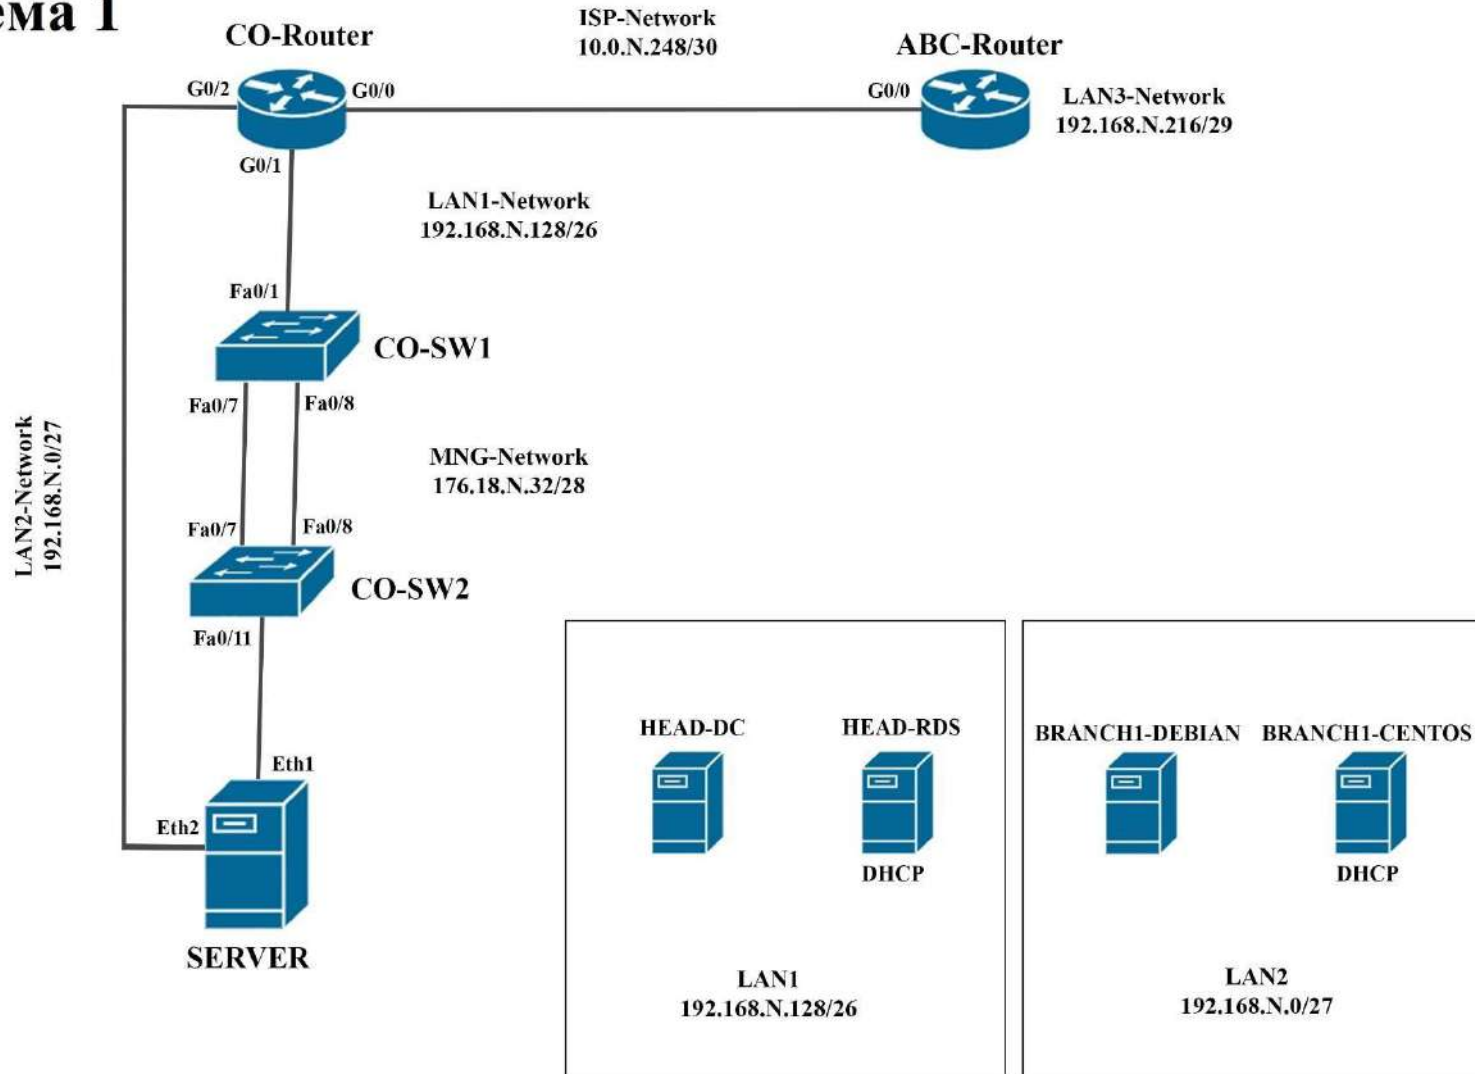 ема 1
CO-Router
ISP-Network
10.0.N.248/30
ABC-Router
G0/2
G0/0
G0/0
LAN3-Network
192.168.N.216/29
G0/1
LAN1-Network
192.168.N.128/26
Fa0/1
CO-SW1
Fa0/7
Fa0/8
LAN2-Network
192.168.N.0/27
MNG-Network
176.18.N.32/28
Fa0/7
Fa0/8
CO-SW2
Fa0/11
Eth1
Eth2
SERVER
HEAD-DC
HEAD-RDS
DHCP
LAN1
192.168.N.128/26
BRANCH1-DEBIAN
BRANCH1-CENTOS
DHCP
LAN2
192.168.N.0/27